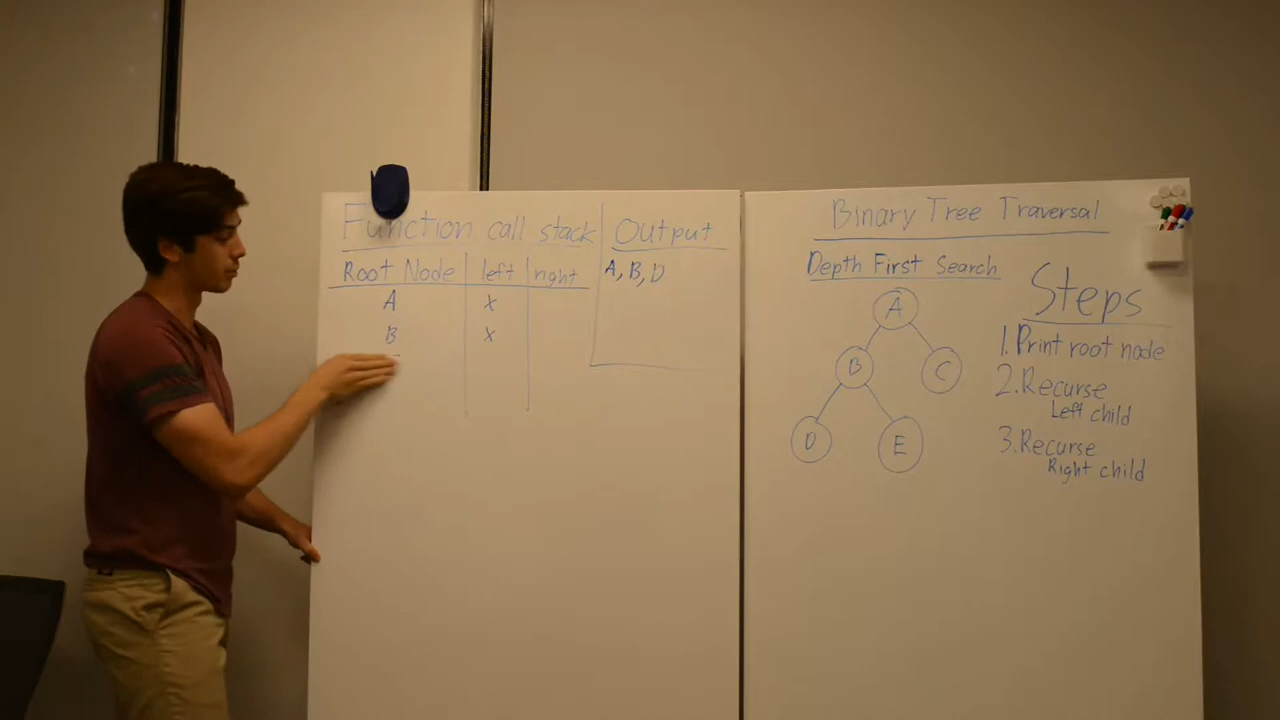 Function call stack
Output
Root Node left right
A, B, D
A x
B x
Binary Tree Traversal
Depth First Search
A
B
C
D
E
Steps
1. Print root node
2. Recurse
Left child
3. Recurse
Right child